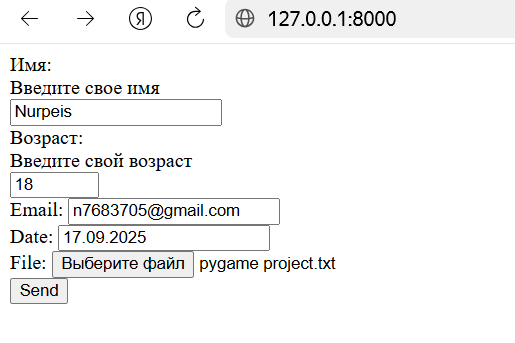 Я 127.0.0.1:8000
Имя:
Введите свое имя
Nurpeis
Возраст:
Введите свой возраст
18
Email: n7683705@gmail.com
Date: 17.09.2025
File: Выберите файл pygame project.txt
Send